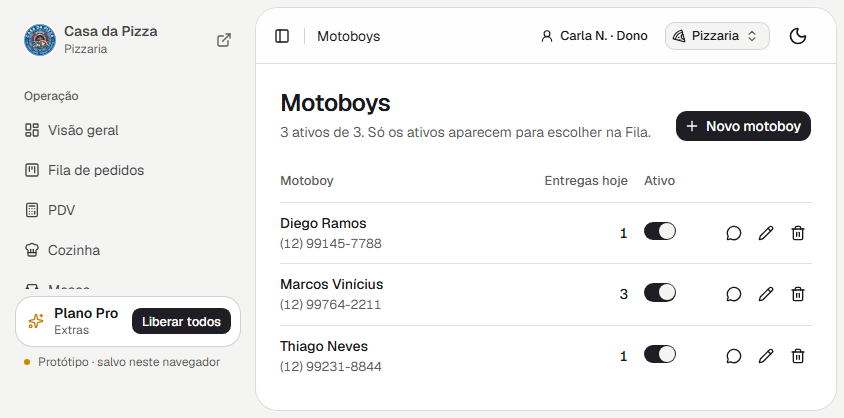 Casa da Pizza
Pizzaria
Operação
Visão geral
Fila de pedidos
PDV
Cozinha
Plano Pro
Extras
Liberar todos
Protótipo · salvo neste navegador
Motoboys
Carla N. · Dono
Pizzaria
Motoboys
3 ativos de 3. Só os ativos aparecem para escolher na Fila.
+ Novo motoboy
Motoboy Entregas hoje Ativo
Diego Ramos
(12) 99145-7788
1
Marcos Vinícius
(12) 99764-2211
3
Thiago Neves
(12) 99231-8844
1